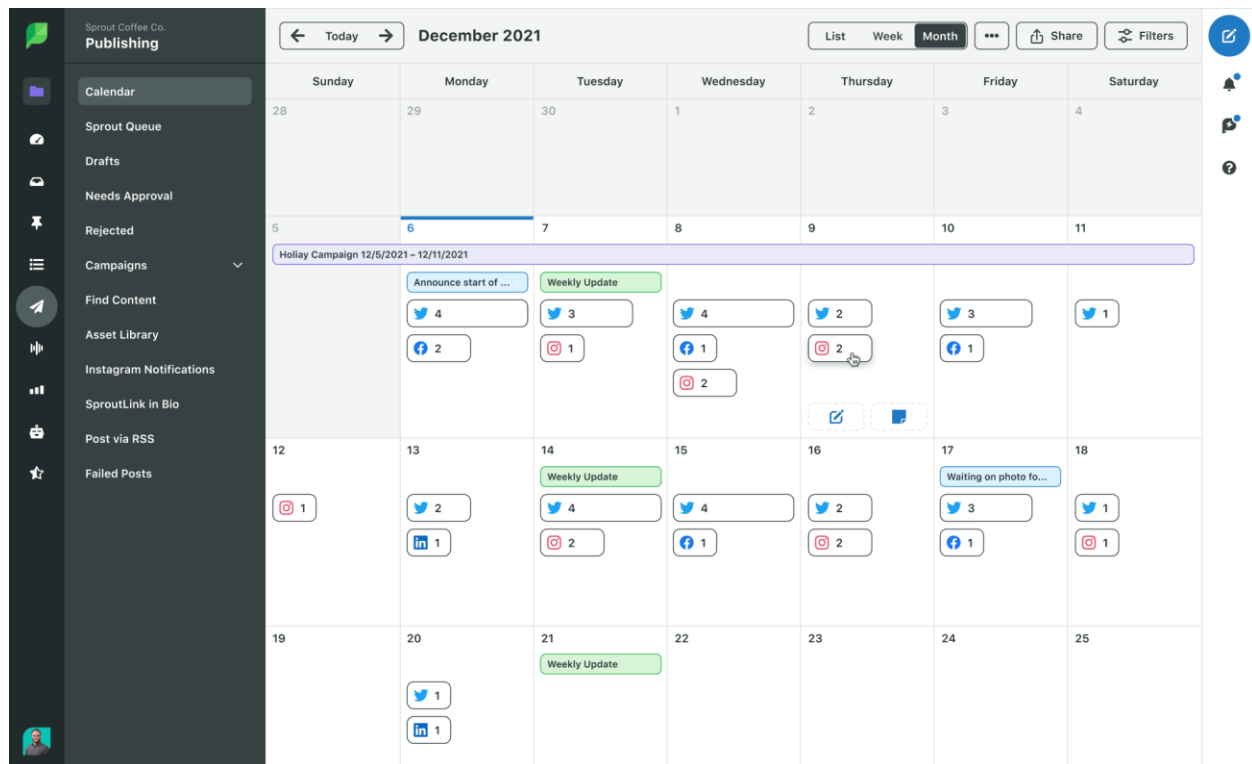 Sprout Coffee Co.
Publishing
Calendar
Sprout Queue
Drafts
Needs Approval
Rejected
Campaigns
Find Content
Asset Library
Instagram Notifications
SproutLink in Bio
Post via RSS
Failed Posts
Today December 2021 List Week Month Share Filters
Sunday Monday Tuesday Wednesday Thursday Friday Saturday
28 29 30 1 2 3 4
5 6 7 8 9 10 11
Holiay Campaign 12/5/2021 – 12/11/2021
Announce start of ... Weekly Update
4 3 4 2 3 1
2 1 1 2 1
2
12 13 14 15 16 17 18
Weekly Update Waiting on photo fo...
1 2 4 4 2 3 1
in 1 2 1 2 1 1
19 20 21 22 23 24 25
Weekly Update
1
in 1